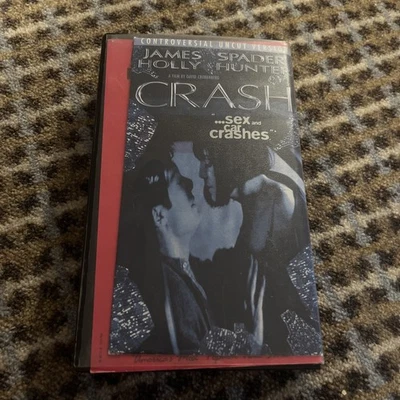 CONTROVERSIAL UNCUT VERSION
JAMES SPADER
HOLLY HUNTER
A FILM BY DAVID CRONENBERG
CRASH
"...sex and
car
crashes"